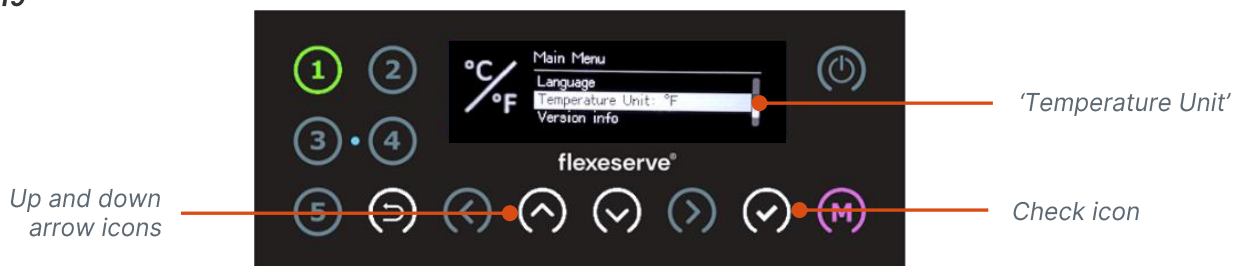 1 2
°C/°F
Main Menu
Language
Temperature Unit: °F
Version info
'Temperature Unit'
3 4
flexeserve®
Up and down
arrow icons
5
M
Check icon